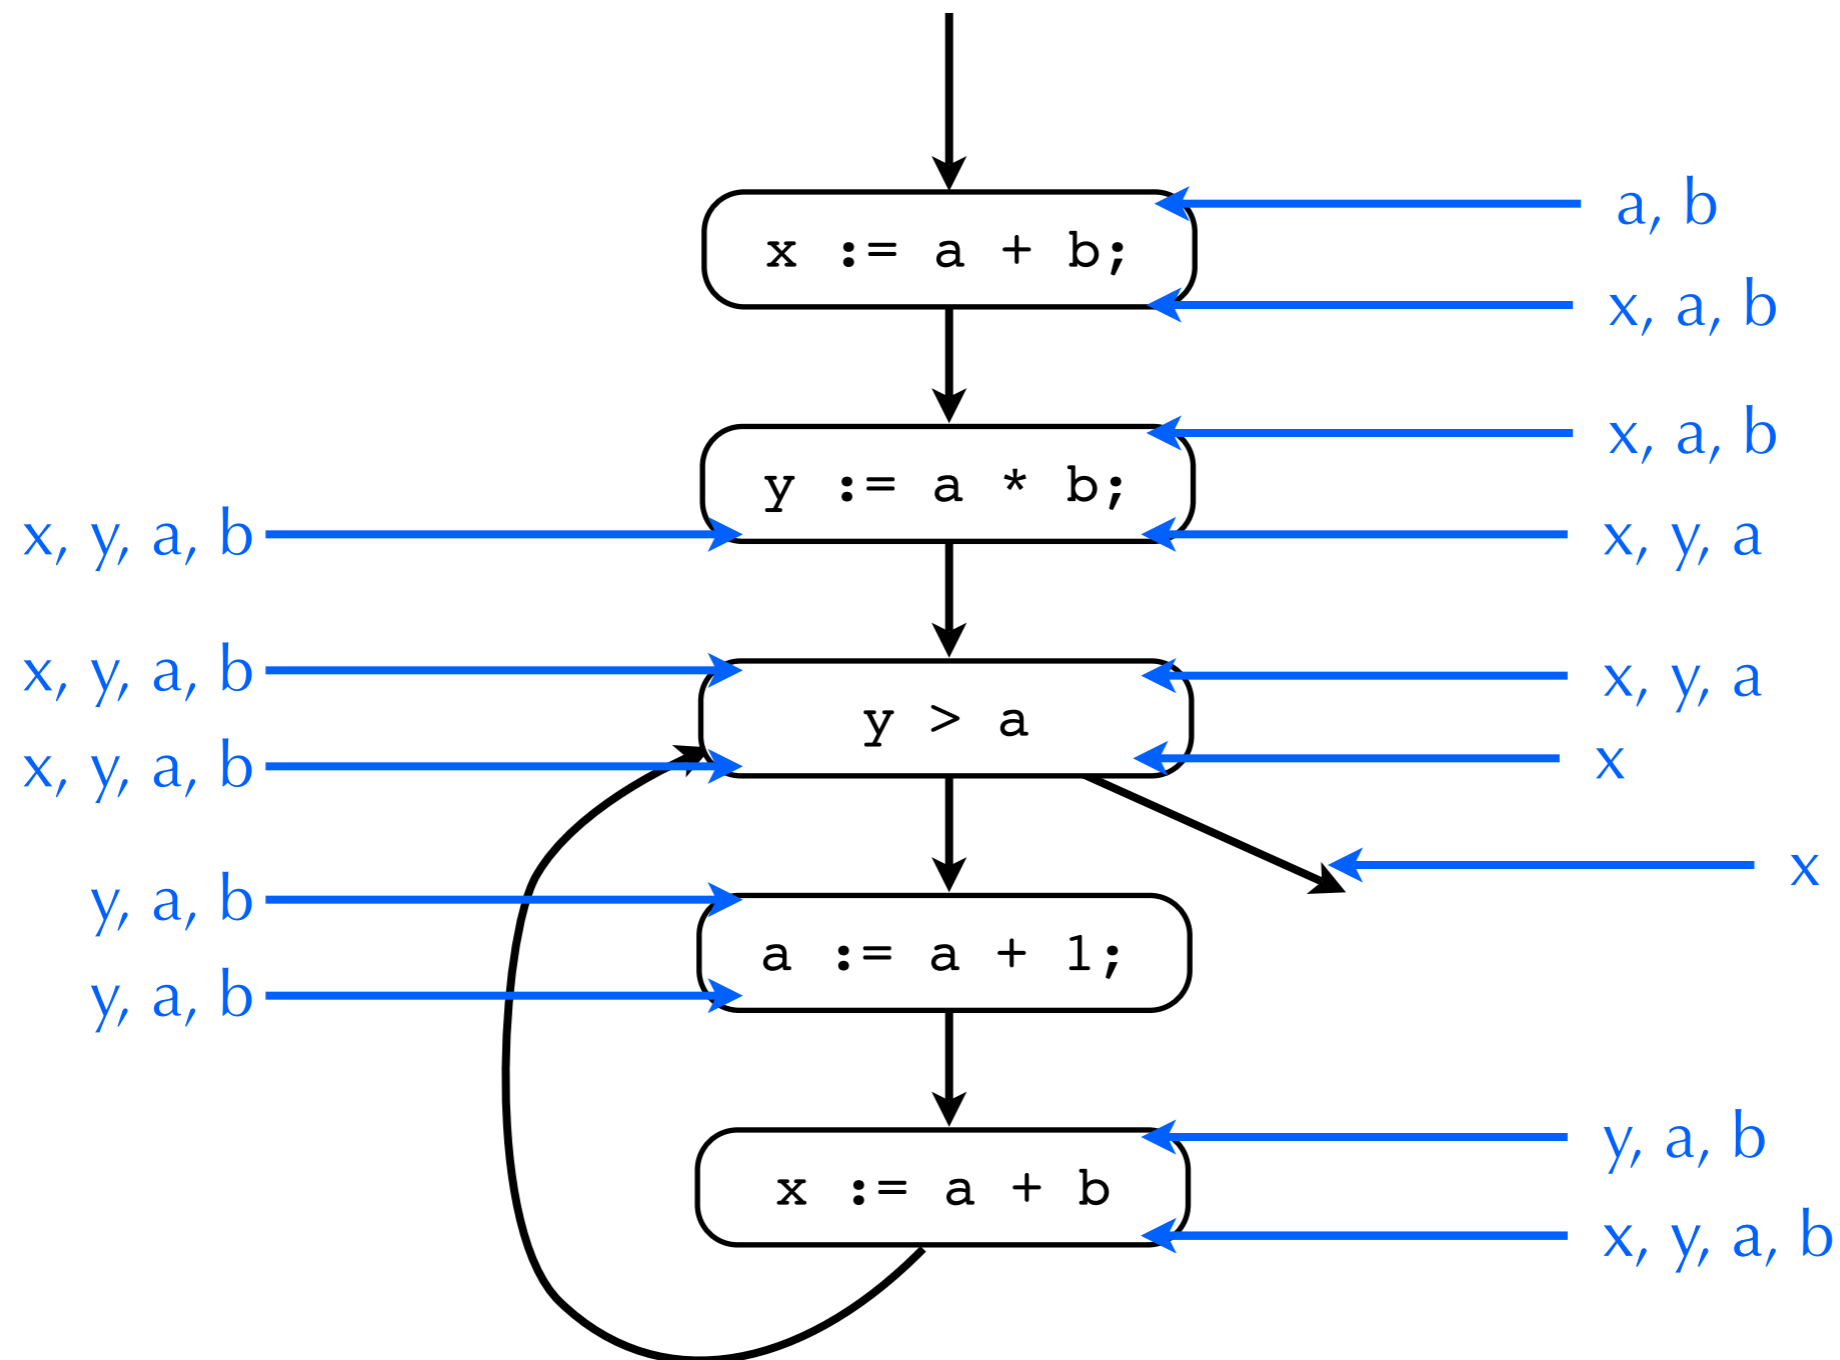 a, b
x := a + b;
x, a, b
x, a, b
y := a * b;
x, y, a, b
x, y, a
x, y, a, b
x, y, a
y > a
x, y, a, b
x
x
y, a, b
a := a + 1;
y, a, b
y, a, b
x := a + b
x, y, a, b